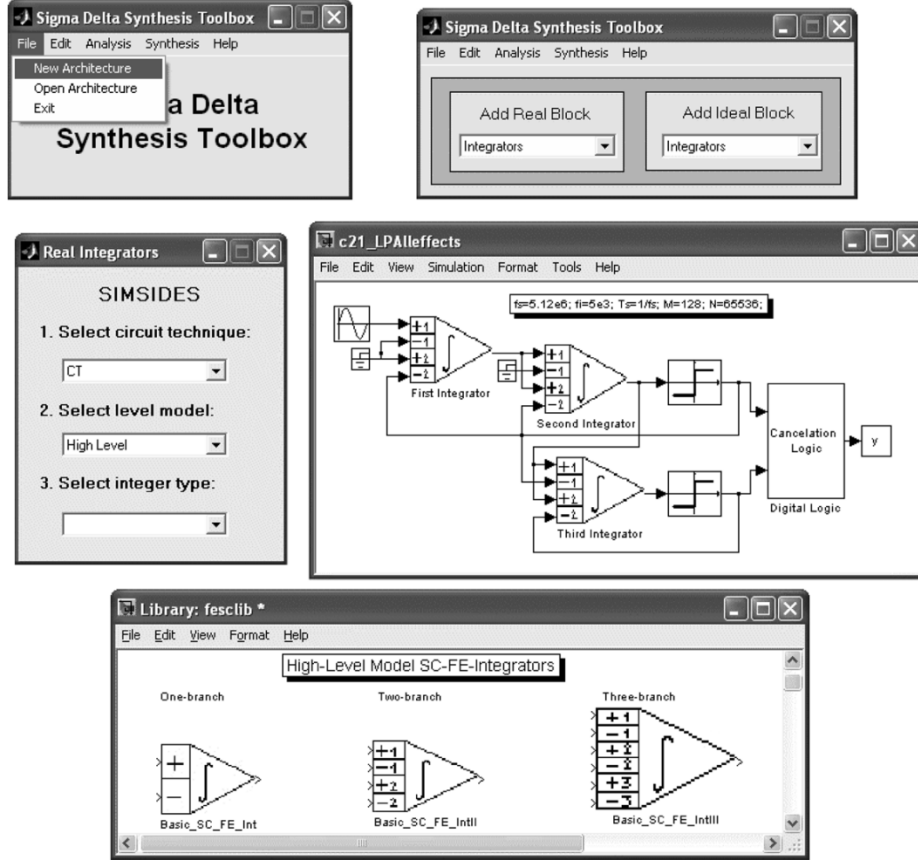 Sigma Delta Synthesis Toolbox
File Edit Analysis Synthesis Help
New Architecture
Open Architecture
Exit
a Delta
Synthesis Toolbox
Sigma Delta Synthesis Toolbox
File Edit Analysis Synthesis Help
Add Real Block
Integrators
Add Ideal Block
Integrators
Real Integrators
SIMSIDES
1. Select circuit technique:
CT
2. Select level model:
High Level
3. Select integer type:
c21_LPAlleffects
File Edit View Simulation Format Tools Help
fs=5.12e6; fi=5e3; Ts=1/fs; M=128; N=65536;
+1
-1
+2
-2
∫
First Integrator
+1
-1
+2
-2
∫
Second Integrator
+1
-1
+2
-2
∫
Third Integrator
Cancelation
Logic
Digital Logic
y
Library: fesclib *
File Edit View Format Help
High-Level Model SC-FE-Integrators
One-branch
+
-
∫
Basic_SC_FE_Int
Two-branch
+1
-1
+2
-2
∫
Basic_SC_FE_IntII
Three-branch
+1
-1
+2
-2
+3
-3
∫
Basic_SC_FE_IntIII